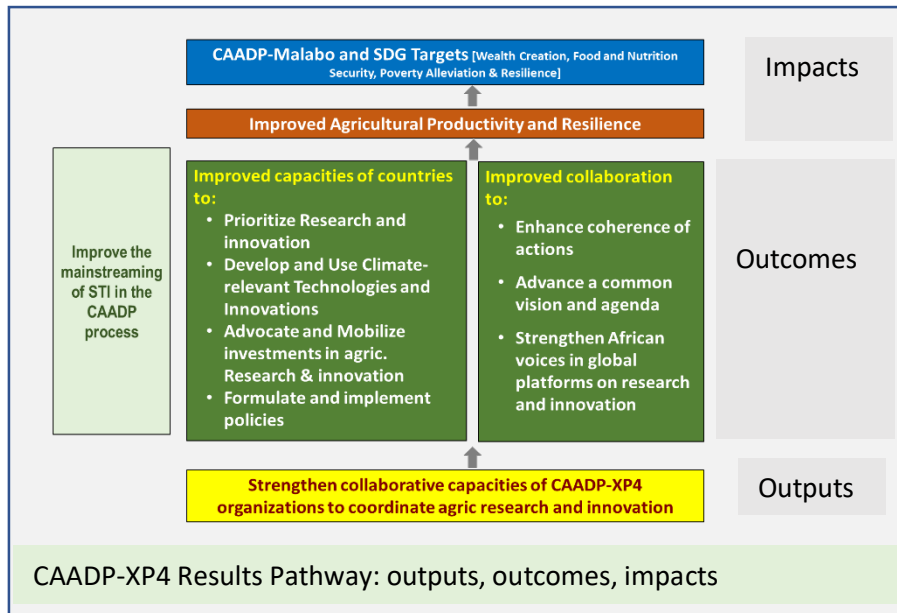 CAADP-Malabo and SDG Targets [Wealth Creation, Food and Nutrition
Security, Poverty Alleviation & Resilience]
Impacts
Improved Agricultural Productivity and Resilience
Improve the
mainstreaming
of STI in the
CAADP
process
Improved capacities of countries
to:
• Prioritize Research and
innovation
• Develop and Use Climate-
relevant Technologies and
Innovations
• Advocate and Mobilize
investments in agric.
Research & innovation
• Formulate and implement
policies
Improved collaboration
to:
• Enhance coherence of
actions
• Advance a common
vision and agenda
• Strengthen African
voices in global
platforms on research
and innovation
Outcomes
Strengthen collaborative capacities of CAADP-XP4
organizations to coordinate agric research and innovation
Outputs
CAADP-XP4 Results Pathway: outputs, outcomes, impacts